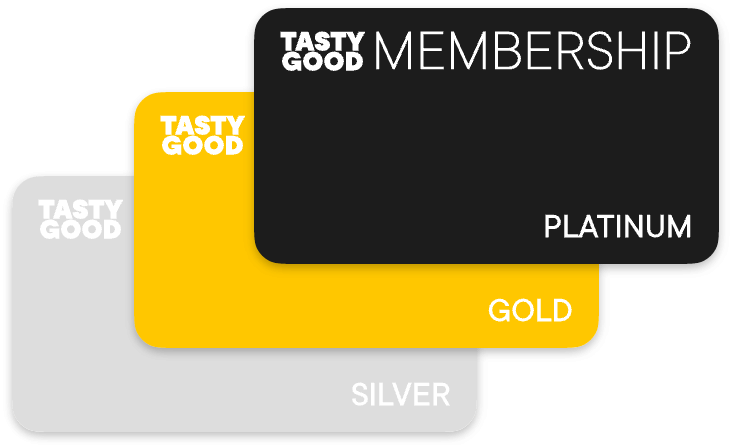 TASTY
GOOD MEMBERSHIP
PLATINUM
TASTY
GOOD
GOLD
TASTY
GOOD
SILVER